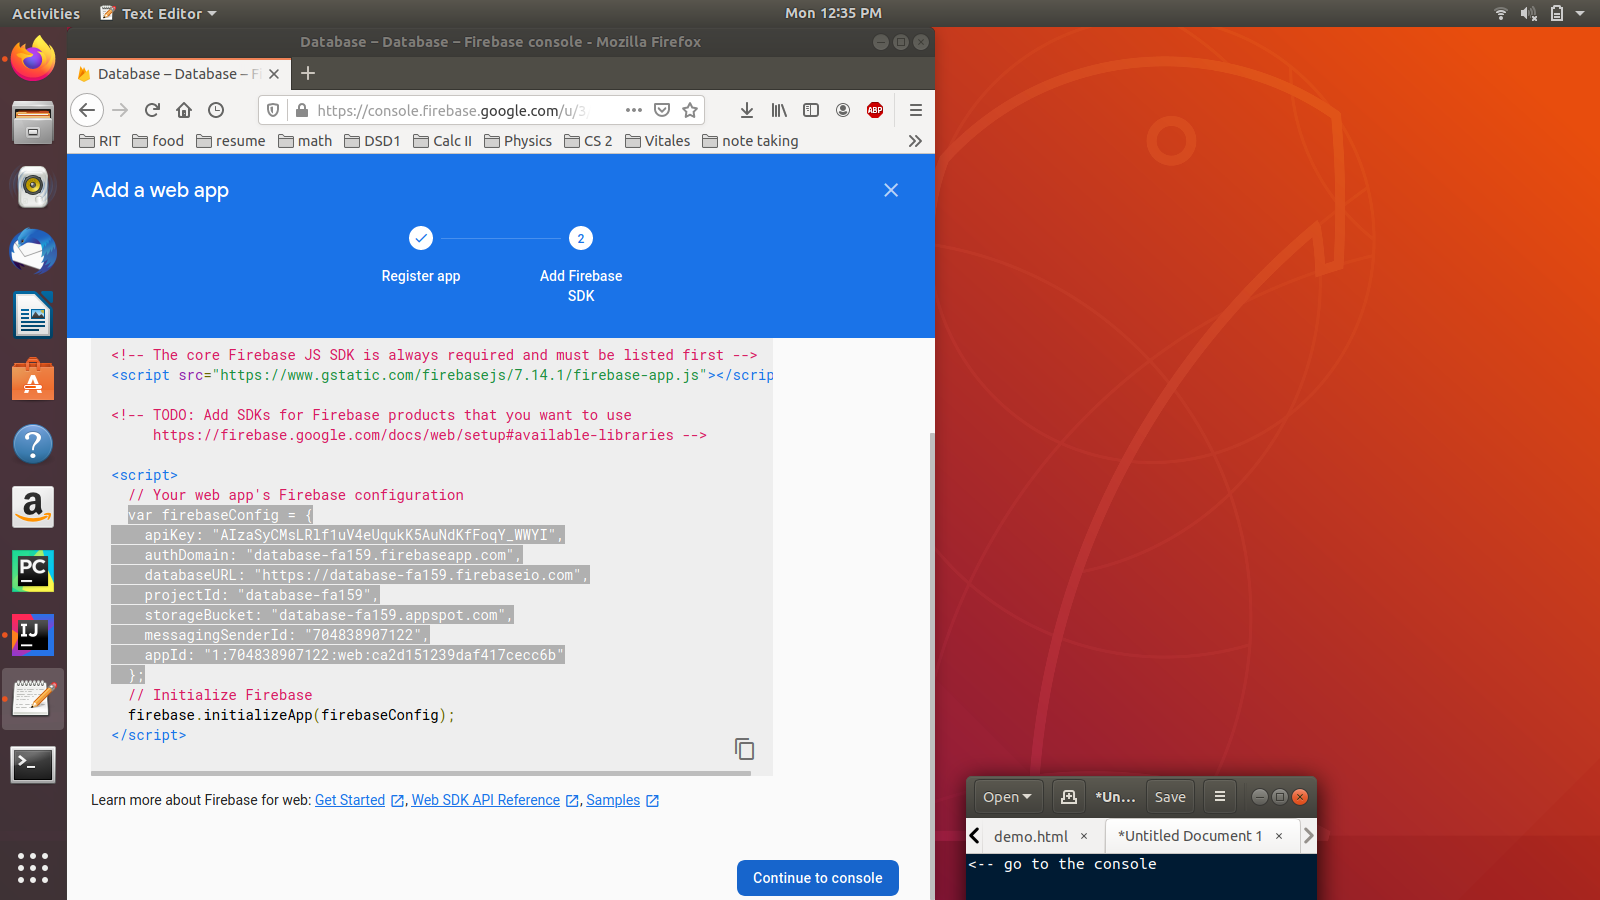 Activities Text Editor Mon 12:35 PM
Database – Database – Firebase console - Mozilla Firefox
Database – Database – Fi
https://console.firebase.google.com/u/3 ABP
RIT food resume math DSD1 Calc II Physics CS 2 Vitales note taking
Add a web app
2
Register app Add Firebase
SDK
<!-- The core Firebase JS SDK is always required and must be listed first -->
<script src="https://www.gstatic.com/firebasejs/7.14.1/firebase-app.js"></scrip
<!-- TODO: Add SDKs for Firebase products that you want to use
https://firebase.google.com/docs/web/setup#available-libraries -->
<script>
// Your web app's Firebase configuration
var firebaseConfig = {
apiKey: "AIzaSyCMsLRlf1uV4eUqukK5AuNdKfFoqY_WWYI",
authDomain: "database-fa159.firebaseapp.com",
databaseURL: "https://database-fa159.firebaseio.com",
projectId: "database-fa159",
storageBucket: "database-fa159.appspot.com",
messagingSenderId: "704838907122",
appId: "1:704838907122:web:ca2d151239daf417cecc6b"
};
// Initialize Firebase
firebase.initializeApp(firebaseConfig);
</script>
Learn more about Firebase for web: Get Started , Web SDK API Reference , Samples
Continue to console
Open *Un... Save
demo.html × *Untitled Document 1 ×
<-- go to the console
A
?
a
PC
IJ
>_